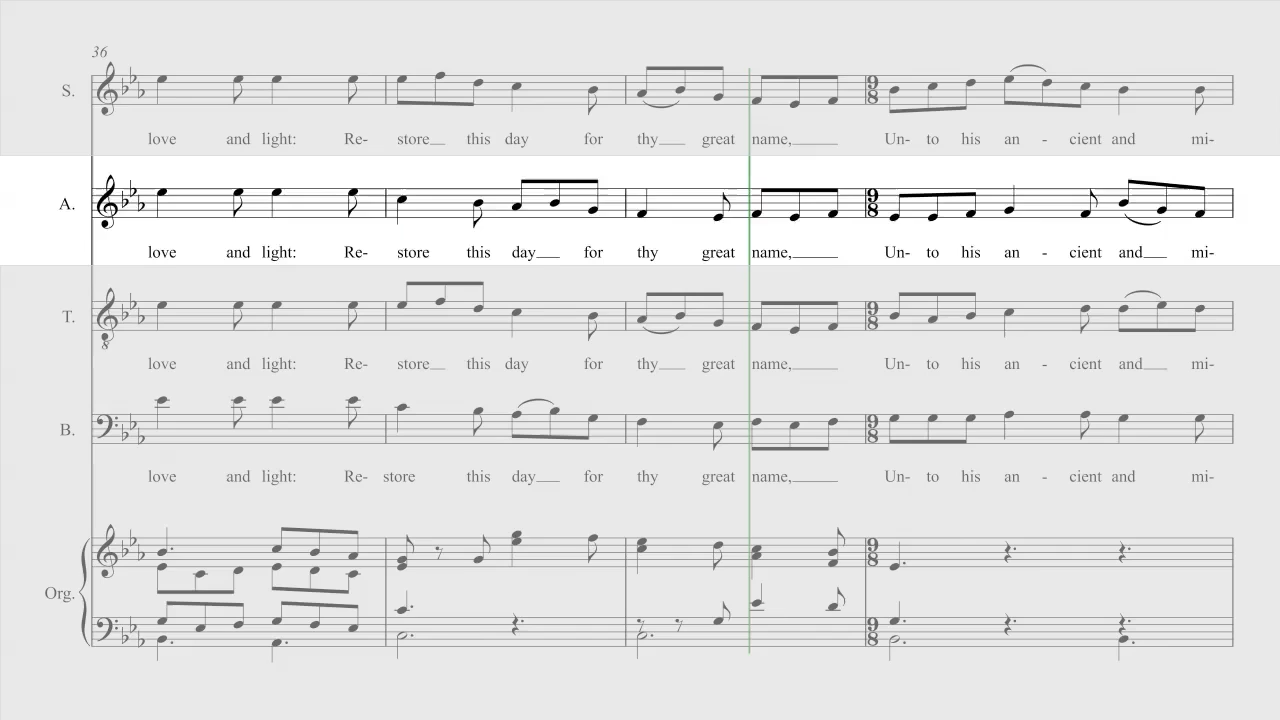 36
S.
love and light: Re- store this day for thy great name, Un- to his an - cient and mi-
A.
love and light: Re- store this day for thy great name, Un- to his an - cient and mi-
T.
love and light: Re- store this day for thy great name, Un- to his an - cient and mi-
B.
love and light: Re- store this day for thy great name, Un- to his an - cient and mi-
Org.